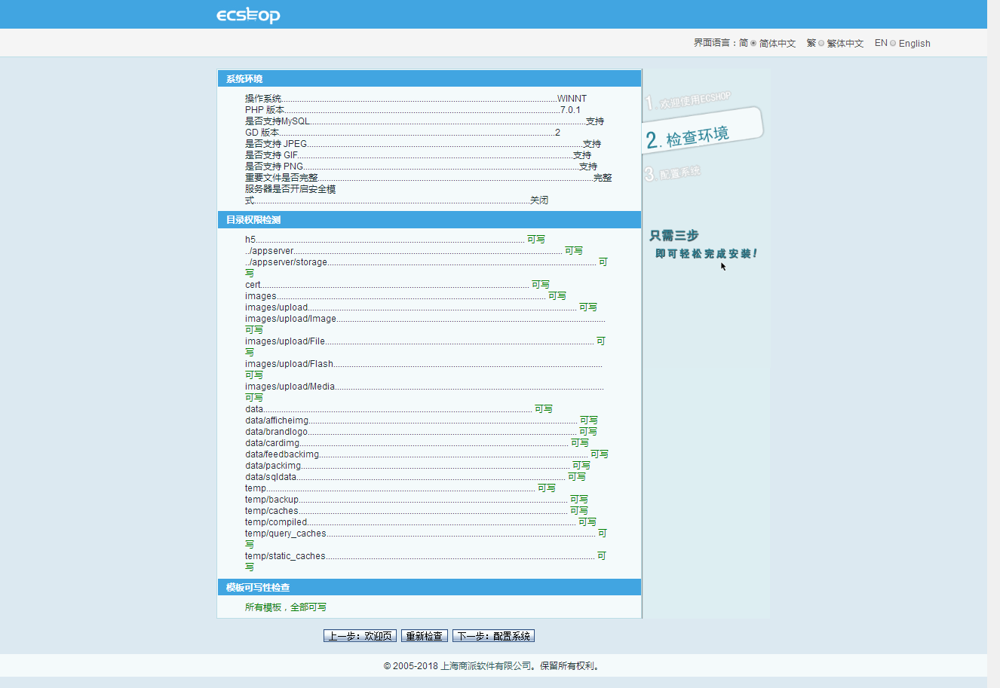 ecshop
界面语言：简 简体中文 繁 繁体中文 EN English
系统环境
操作系统........................................................................................................................WINNT
PHP 版本........................................................................................................................7.0.1
是否支持MySQL........................................................................................................................支持
GD 版本........................................................................................................................2
是否支持 JPEG........................................................................................................................支持
是否支持 GIF........................................................................................................................支持
是否支持 PNG........................................................................................................................支持
重要文件是否完整........................................................................................................................完整
服务器是否开启安全模
式........................................................................................................................关闭
目录权限检测
h5....................................................................................................................... 可写
../appserver....................................................................................................................... 可写
../appserver/storage....................................................................................................................... 可
写
cert....................................................................................................................... 可写
images....................................................................................................................... 可写
images/upload....................................................................................................................... 可写
images/upload/Image.......................................................................................................................
可写
images/upload/File....................................................................................................................... 可
写
images/upload/Flash.......................................................................................................................
可写
images/upload/Media.......................................................................................................................
可写
data....................................................................................................................... 可写
data/afficheimg....................................................................................................................... 可写
data/brandlogo....................................................................................................................... 可写
data/cardimg....................................................................................................................... 可写
data/feedbackimg....................................................................................................................... 可写
data/packimg....................................................................................................................... 可写
data/sqldata....................................................................................................................... 可写
temp....................................................................................................................... 可写
temp/backup....................................................................................................................... 可写
temp/caches....................................................................................................................... 可写
temp/compiled....................................................................................................................... 可写
temp/query_caches....................................................................................................................... 可
写
temp/static_caches....................................................................................................................... 可
写
模板可写性检查
所有模板，全部可写
1.欢迎使用ECSHOP
2.检查环境
3.配置系统
只需三步
即可轻松完成安装!
上一步：欢迎页 重新检查 下一步：配置系统
© 2005-2018 上海商派软件有限公司。保留所有权利。